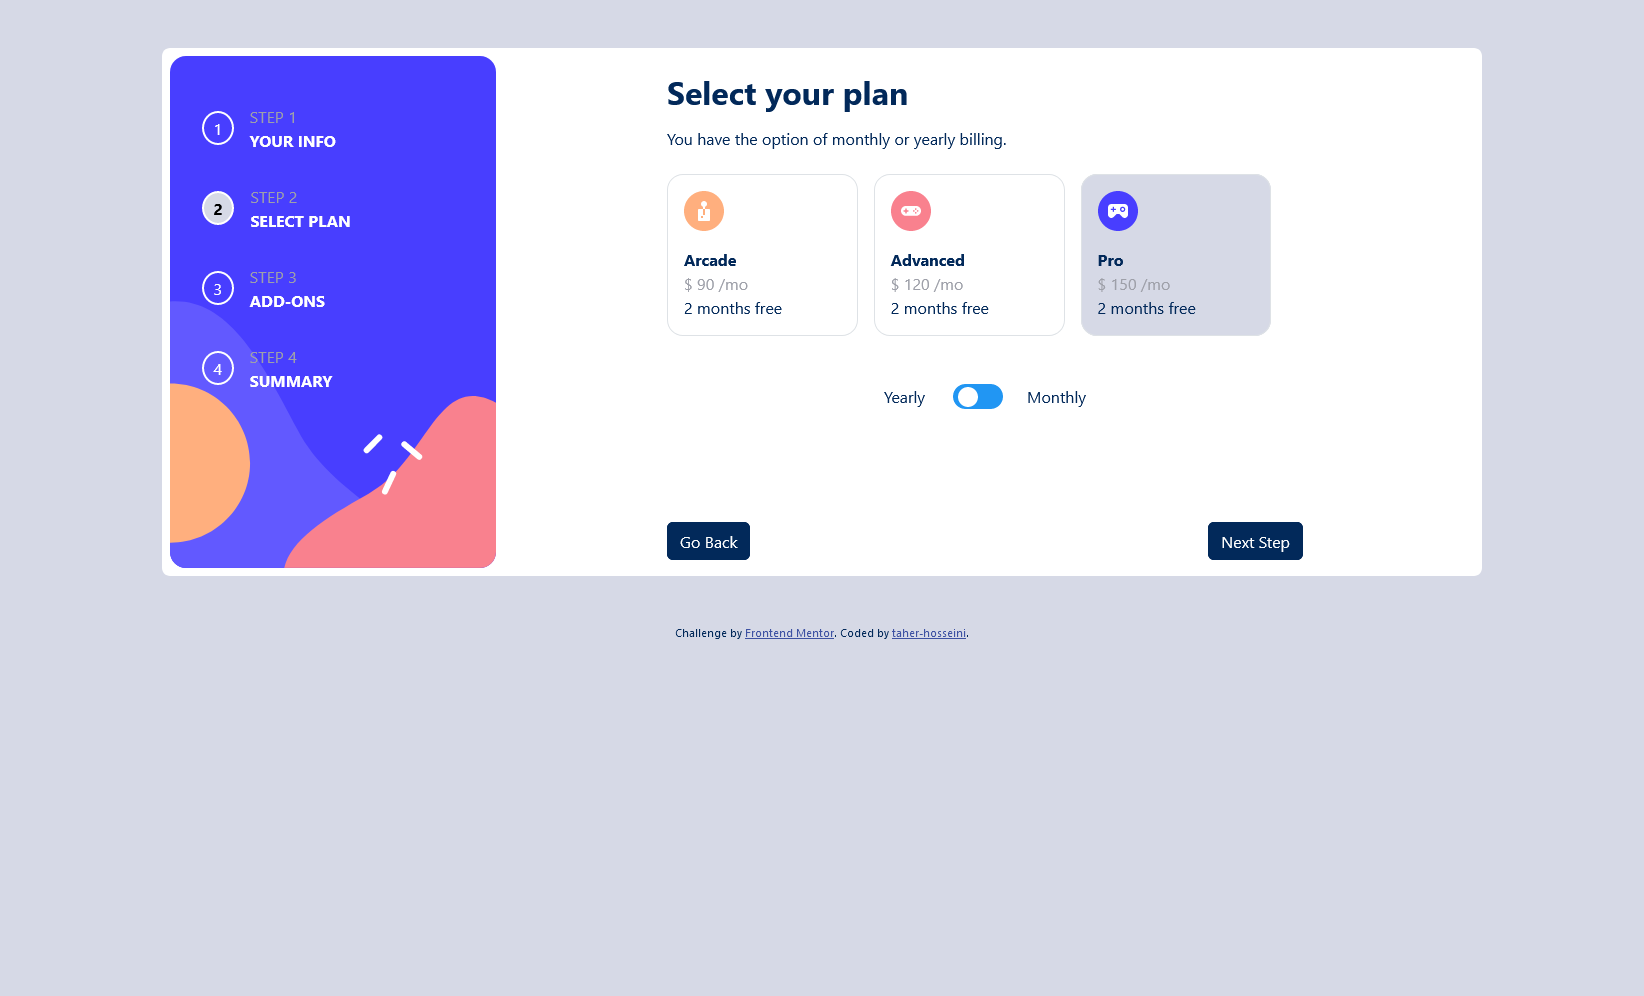 1
STEP 1
YOUR INFO
2
STEP 2
SELECT PLAN
3
STEP 3
ADD-ONS
4
STEP 4
SUMMARY
Select your plan
You have the option of monthly or yearly billing.
Arcade
$ 90 /mo
2 months free
Advanced
$ 120 /mo
2 months free
Pro
$ 150 /mo
2 months free
Yearly Monthly
Go Back Next Step
Challenge by Frontend Mentor. Coded by taher-hosseini.